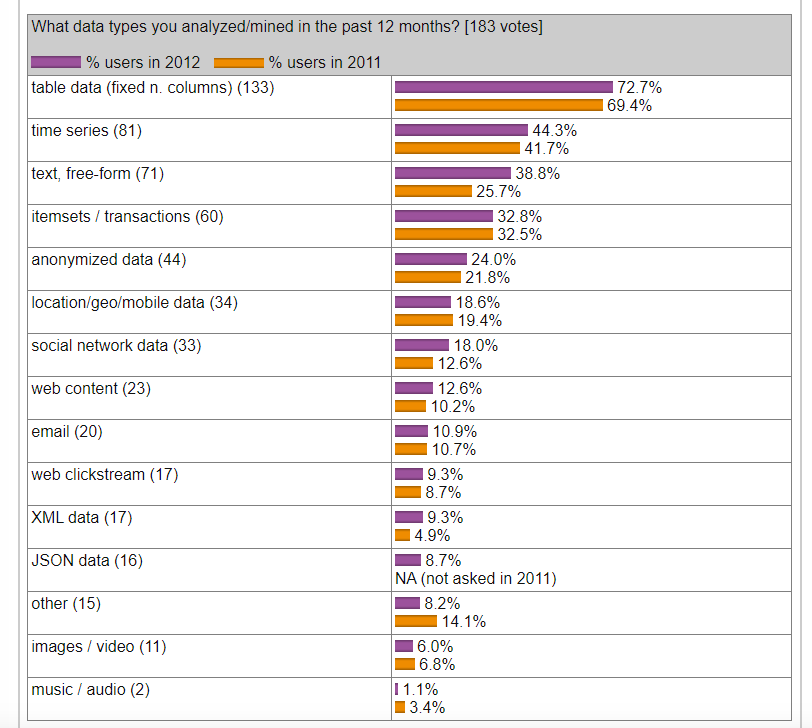 What data types you analyzed/mined in the past 12 months? [183 votes]
% users in 2012 % users in 2011
table data (fixed n. columns) (133) 72.7%
69.4%
time series (81) 44.3%
41.7%
text, free-form (71) 38.8%
25.7%
itemsets / transactions (60) 32.8%
32.5%
anonymized data (44) 24.0%
21.8%
location/geo/mobile data (34) 18.6%
19.4%
social network data (33) 18.0%
12.6%
web content (23) 12.6%
10.2%
email (20) 10.9%
10.7%
web clickstream (17) 9.3%
8.7%
XML data (17) 9.3%
4.9%
JSON data (16) 8.7%
NA (not asked in 2011)
other (15) 8.2%
14.1%
images / video (11) 6.0%
6.8%
music / audio (2) 1.1%
3.4%